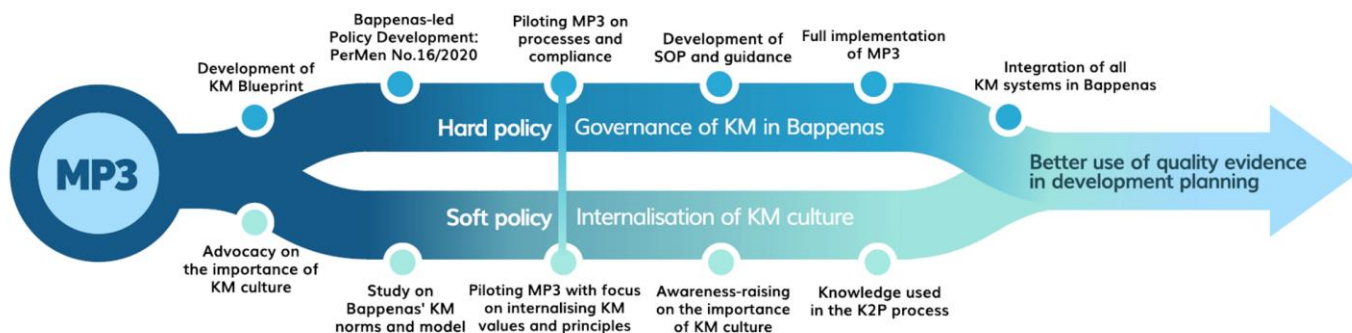 Development of
KM Blueprint
Bappenas-led
Policy Development:
PerMen No.16/2020
Piloting MP3 on
processes and
compliance
Development of
SOP and guidance
Full implementation
of MP3
Integration of all
KM systems in Bappenas
MP3
Hard policy
Governance of KM in Bappenas
Better use of quality evidence
in development planning
Soft policy
Internalisation of KM culture
Advocacy on
the importance of
KM culture
Study on
Bappenas' KM
norms and model
Piloting MP3 with focus
on internalising KM
values and principles
Awareness-raising
on the importance
of KM culture
Knowledge used
in the K2P process